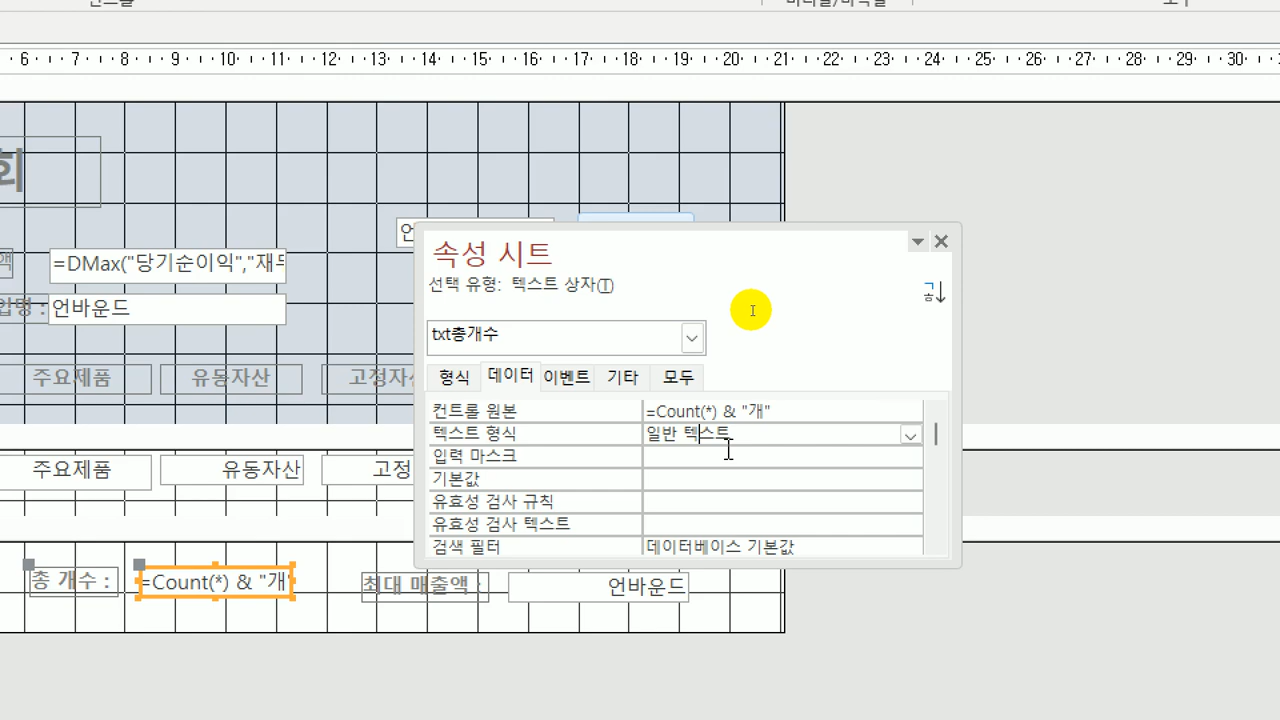 6 7 8 9 10 11 12 13 14 15 16 17 18 19 20 21 22 23 24 25 26 27 28 29 30
회
액
=DMax("당기순이익","재무
입명 : 언바운드
주요제품 유동자산 고정자산
속성 시트
선택 유형: 텍스트 상자(T)
txt총개수
형식 데이터 이벤트 기타 모두
컨트롤 원본 =Count(*) & "개"
텍스트 형식 일반 텍스트
입력 마스크
기본값
유효성 검사 규칙
유효성 검사 텍스트
검색 필터 데이터베이스 기본값
주요제품 유동자산 고정
총 개수 : =Count(*) & "개" 최대 매출액 : 언바운드